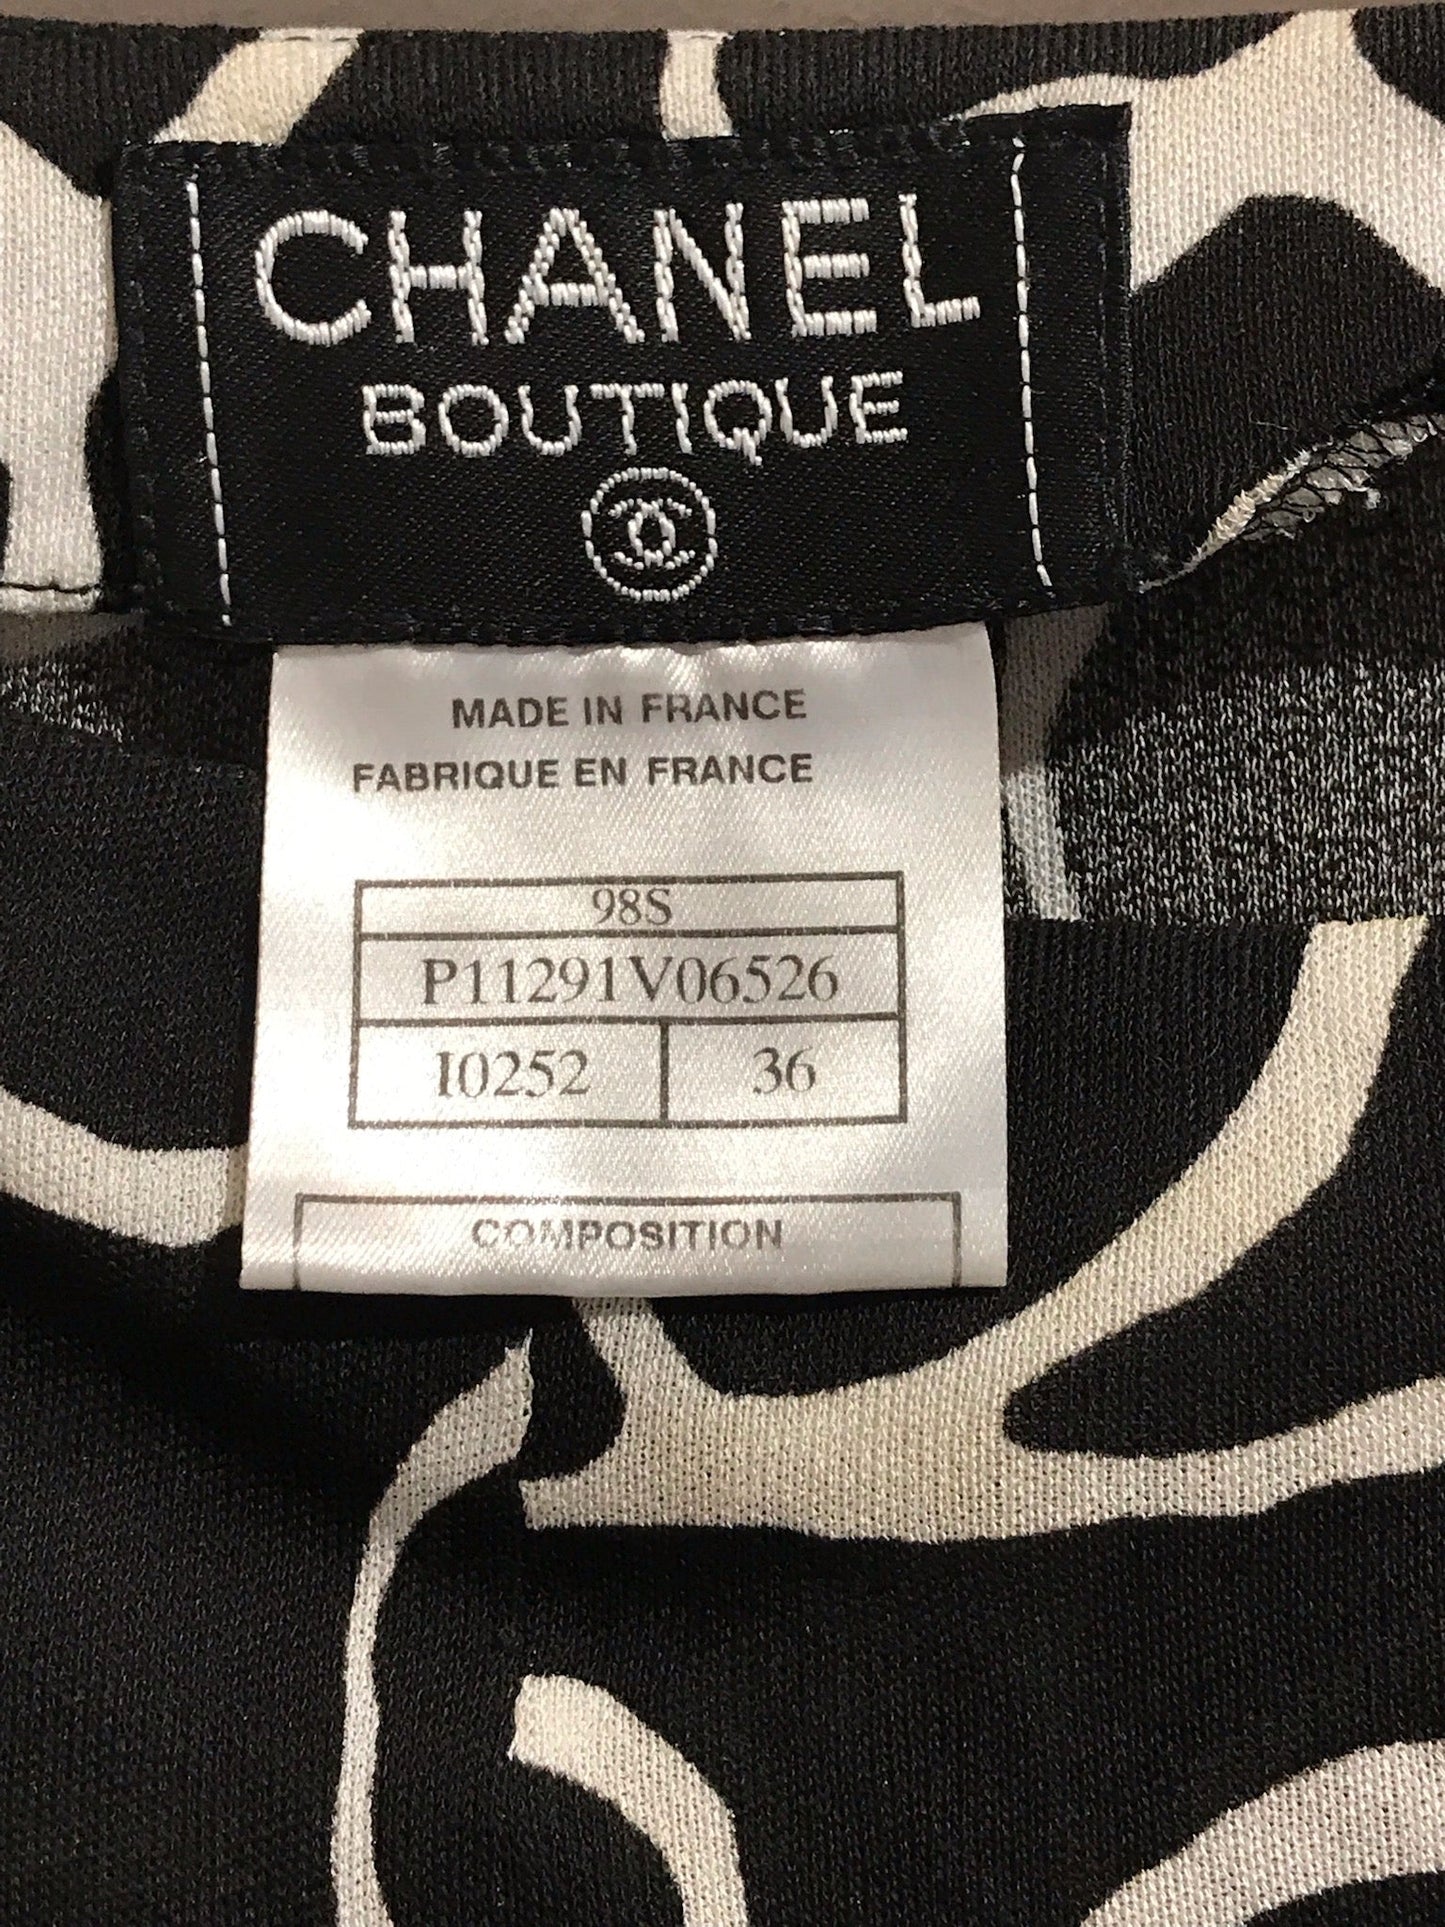 CHANEL
BOUTIQUE
MADE IN FRANCE
FABRIQUE EN FRANCE
98S
P11291V06526
10252 36
COMPOSITION